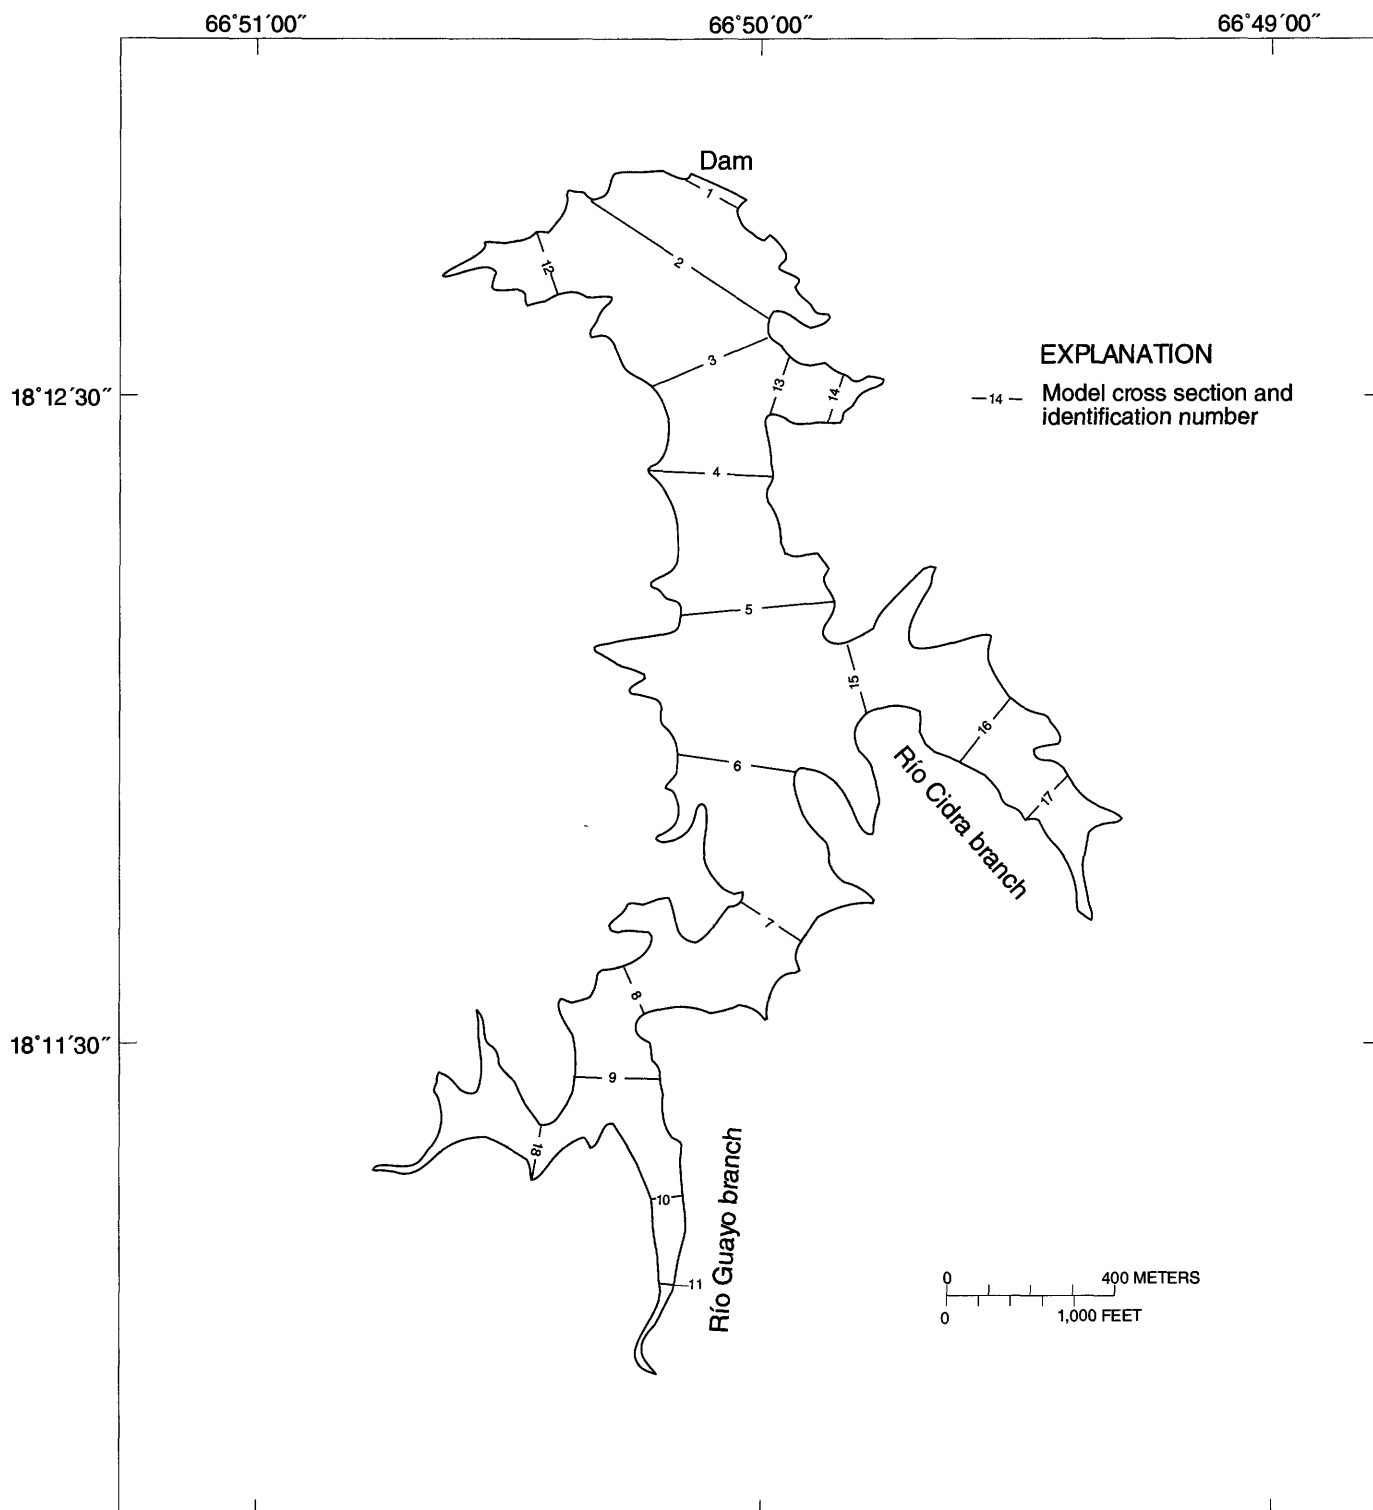 66°51′00″ 66°50′00″ 66°49′00″
Dam
1
2
12
3
EXPLANATION
13
14
18°12′30″
—14— Model cross section and
identification number
4
5
15
16
6
Río Cidra branch
17
7
8
18°11′30″
9
18
Río Guayo branch
10
11
0 400 METERS
0 1,000 FEET